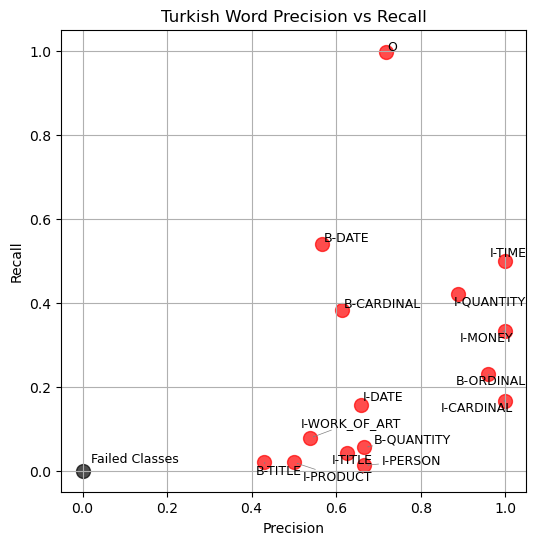 Turkish Word Precision vs Recall
1.0
0.8
0.6
0.4
0.2
0.0
Recall
O
B-DATE
I-TIME
I-QUANTITY
B-CARDINAL
I-MONEY
B-ORDINAL
I-DATE
I-CARDINAL
I-WORK_OF_ART
B-QUANTITY
Failed Classes
I-TITLE
I-PERSON
B-TITLE
I-PRODUCT
0.0 0.2 0.4 0.6 0.8 1.0
Precision